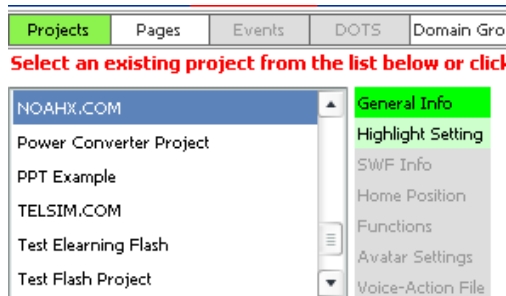 Projects Pages Events DOTS Domain Gro
Select an existing project from the list below or click
NOAHX.COM
Power Converter Project
PPT Example
TELSIM.COM
Test Elearning Flash
Test Flash Project
General Info
Highlight Setting
SWF Info
Home Position
Functions
Avatar Settings
Voice-Action File